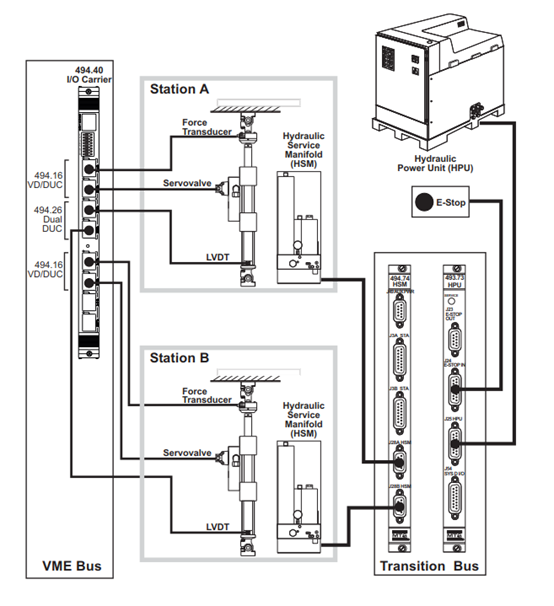 494.40
I/O Carrier
Station A
Force
Transducer
Hydraulic
Service
Manifold
(HSM)
494.16
VD/DUC
Servovalve
494.26
Dual
DUC
LVDT
494.16
VD/DUC
Hydraulic
Power Unit (HPU)
E-Stop
494.74
HSM
493.73
HPU
SERVICE
J23
E-STOP
OUT
J3A STA
J24
E-STOP IN
J3B STA
J25 HPU
J28A HSM
J54
SYS D I/O
J28B HSM
MTS
MTS
Station B
Force
Transducer
Hydraulic
Service
Manifold
(HSM)
Servovalve
LVDT
VME Bus
Transition Bus